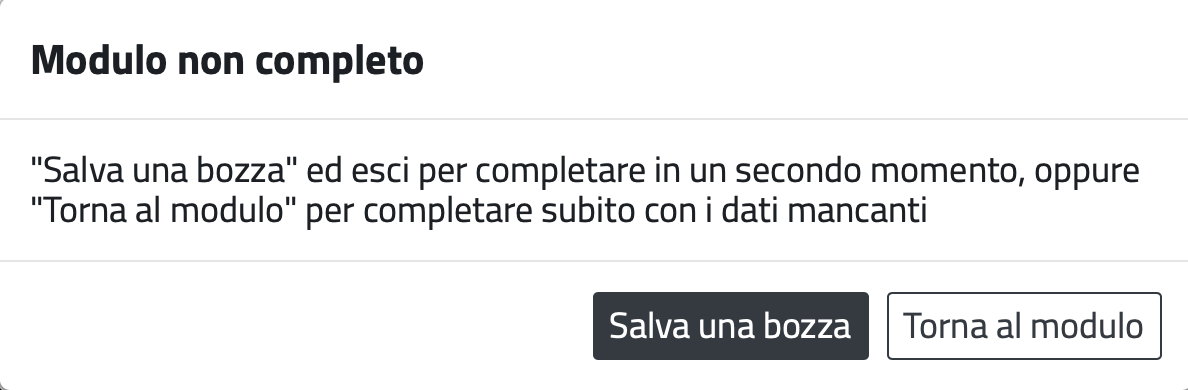 Modulo non completo
"Salva una bozza" ed esci per completare in un secondo momento, oppure
"Torna al modulo" per completare subito con i dati mancanti
Salva una bozza
Torna al modulo